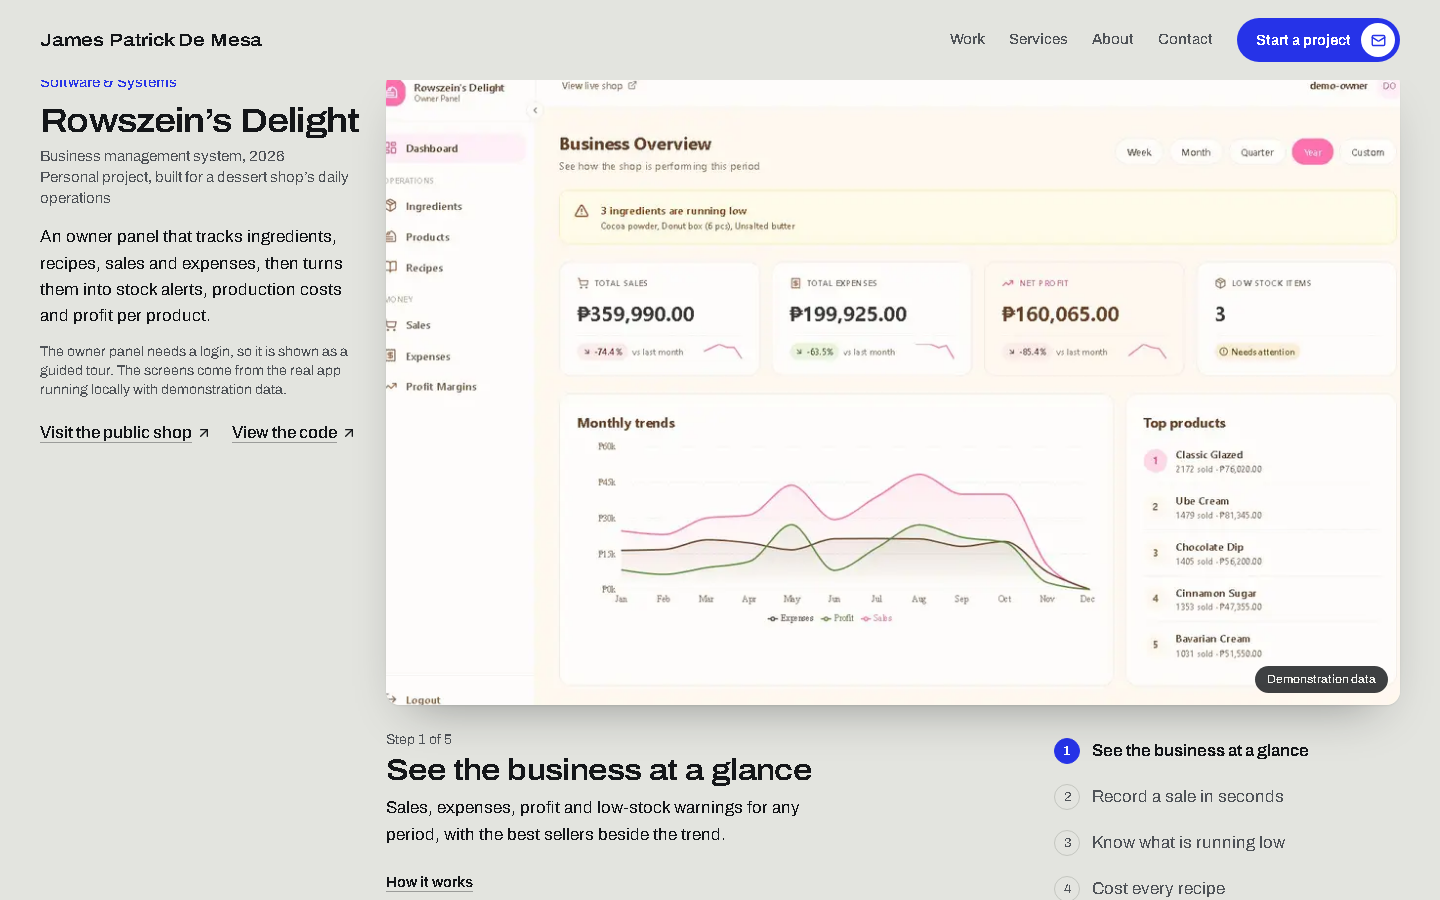 James Patrick De Mesa
Work
Services
About
Contact
Start a project
Software & Systems
Rowszein’s Delight
Business management system, 2026
Personal project, built for a dessert shop’s daily
operations
An owner panel that tracks ingredients,
recipes, sales and expenses, then turns
them into stock alerts, production costs
and profit per product.
The owner panel needs a login, so it is shown as a
guided tour. The screens come from the real app
running locally with demonstration data.
Visit the public shop
View the code
Rowszein's Delight
Owner Panel
Dashboard
OPERATIONS
Ingredients
Products
Recipes
MONEY
Sales
Expenses
Profit Margins
Logout
View live shop
demo-owner
DO
Business Overview
See how the shop is performing this period
Week
Month
Quarter
Year
Custom
3 ingredients are running low
Cocoa powder, Donut box (6 pcs), Unsalted butter
TOTAL SALES
₱359,990.00
-74.4% vs last month
TOTAL EXPENSES
₱199,925.00
-63.5% vs last month
NET PROFIT
₱160,065.00
-85.4% vs last month
LOW STOCK ITEMS
3
Needs attention
Monthly trends
₱60k
₱45k
₱30k
₱15k
₱0k
Jan Feb Mar Apr May Jun Jul Aug Sep Oct Nov Dec
Expenses Profit Sales
Top products
1
Classic Glazed
2172 sold · ₱76,020.00
2
Ube Cream
1479 sold · ₱81,345.00
3
Chocolate Dip
1405 sold · ₱56,200.00
4
Cinnamon Sugar
1353 sold · ₱47,355.00
5
Bavarian Cream
1031 sold · ₱51,550.00
Demonstration data
Step 1 of 5
See the business at a glance
Sales, expenses, profit and low-stock warnings for any
period, with the best sellers beside the trend.
How it works
1 See the business at a glance
2 Record a sale in seconds
3 Know what is running low
4 Cost every recipe